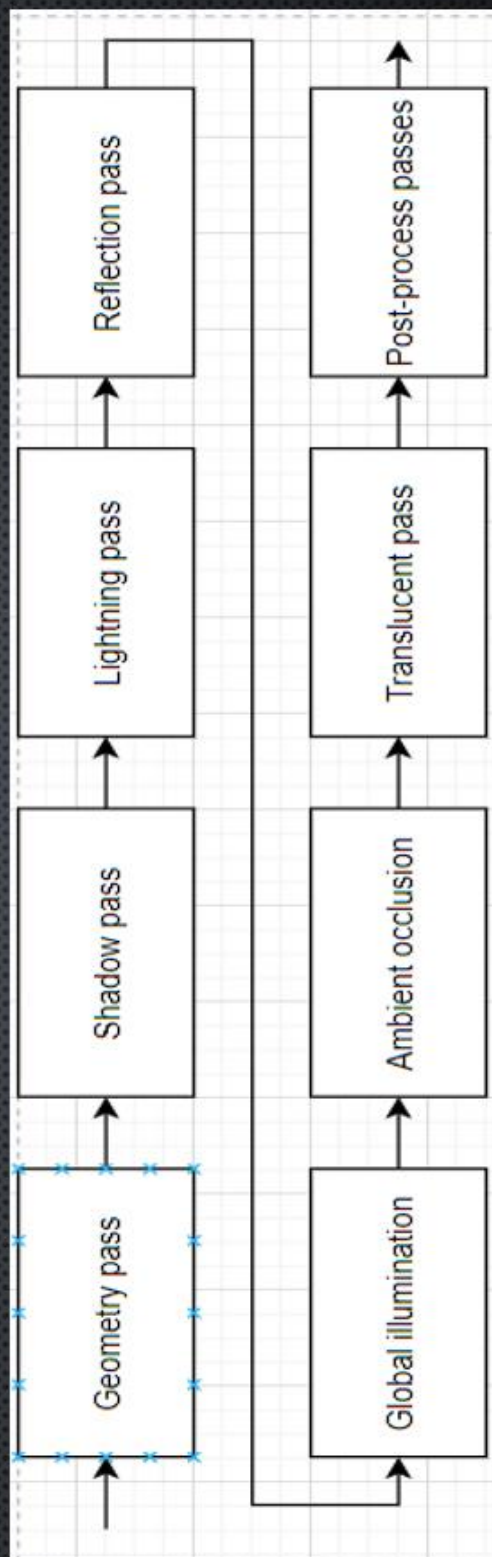 Geometry pass
Shadow pass
Lightning pass
Reflection pass
Global illumination
Ambient occlusion
Translucent pass
Post-process passes